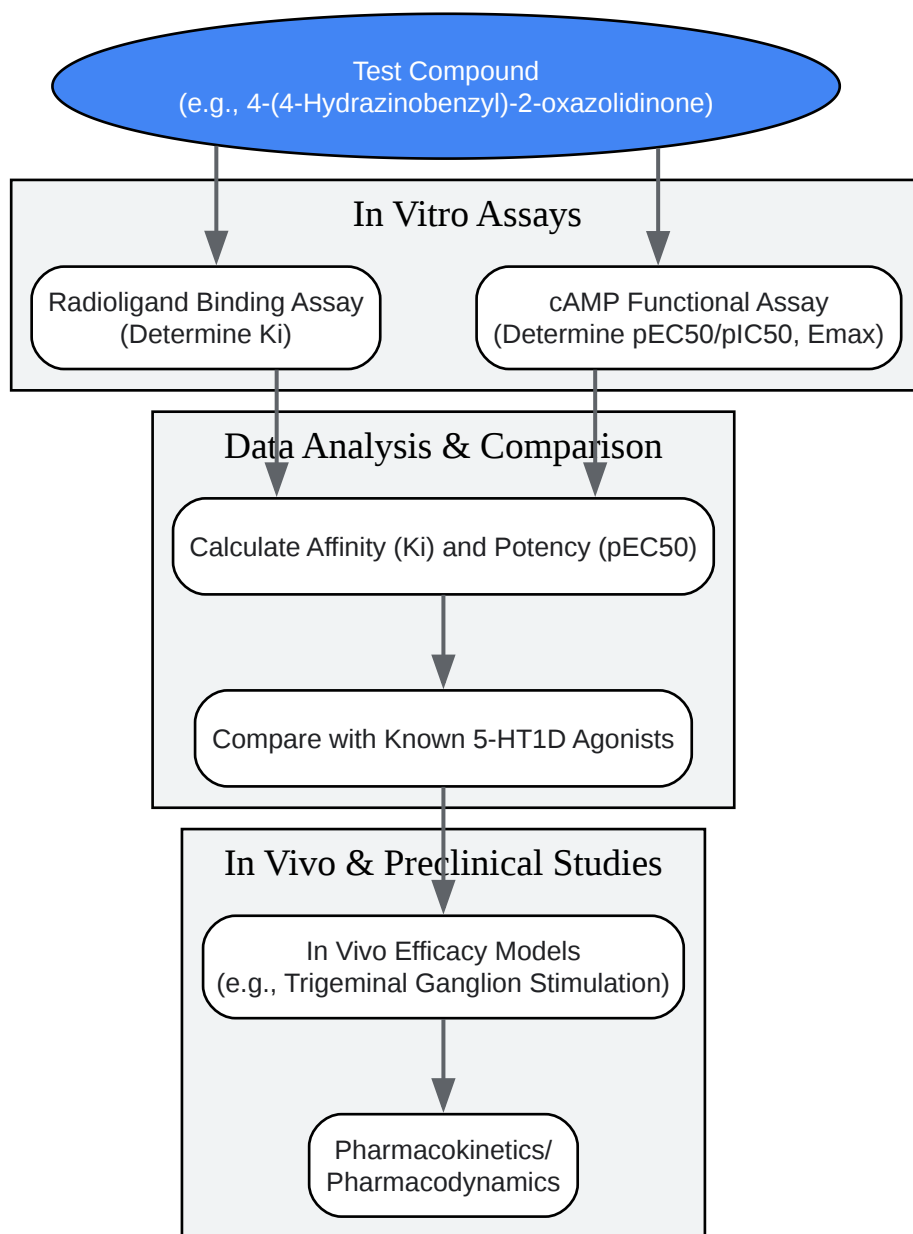 Test Compound
(e.g., 4-(4-Hydrazinobenzyl)-2-oxazolidinone)
In Vitro Assays
Radioligand Binding Assay
(Determine Ki)
cAMP Functional Assay
(Determine pEC50/pIC50, Emax)
Data Analysis & Comparison
Calculate Affinity (Ki) and Potency (pEC50)
Compare with Known 5-HT1D Agonists
In Vivo & Preclinical Studies
In Vivo Efficacy Models
(e.g., Trigeminal Ganglion Stimulation)
Pharmacokinetics/
Pharmacodynamics